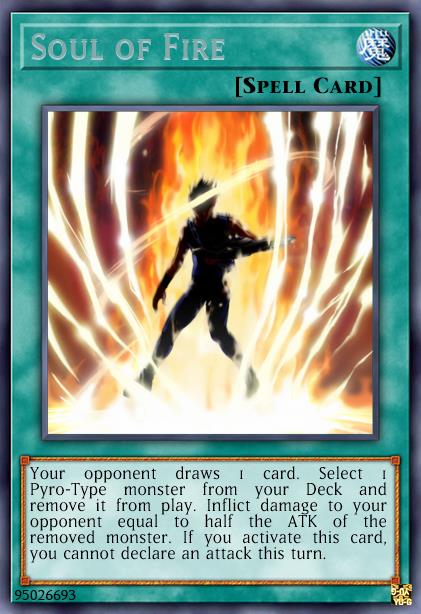 Soul of Fire
魔
[Spell Card]
Your opponent draws 1 card. Select 1
Pyro-Type monster from your Deck and
remove it from play. Inflict damage to your
opponent equal to half the ATK of the
removed monster. If you activate this card,
you cannot declare an attack this turn.
95026693